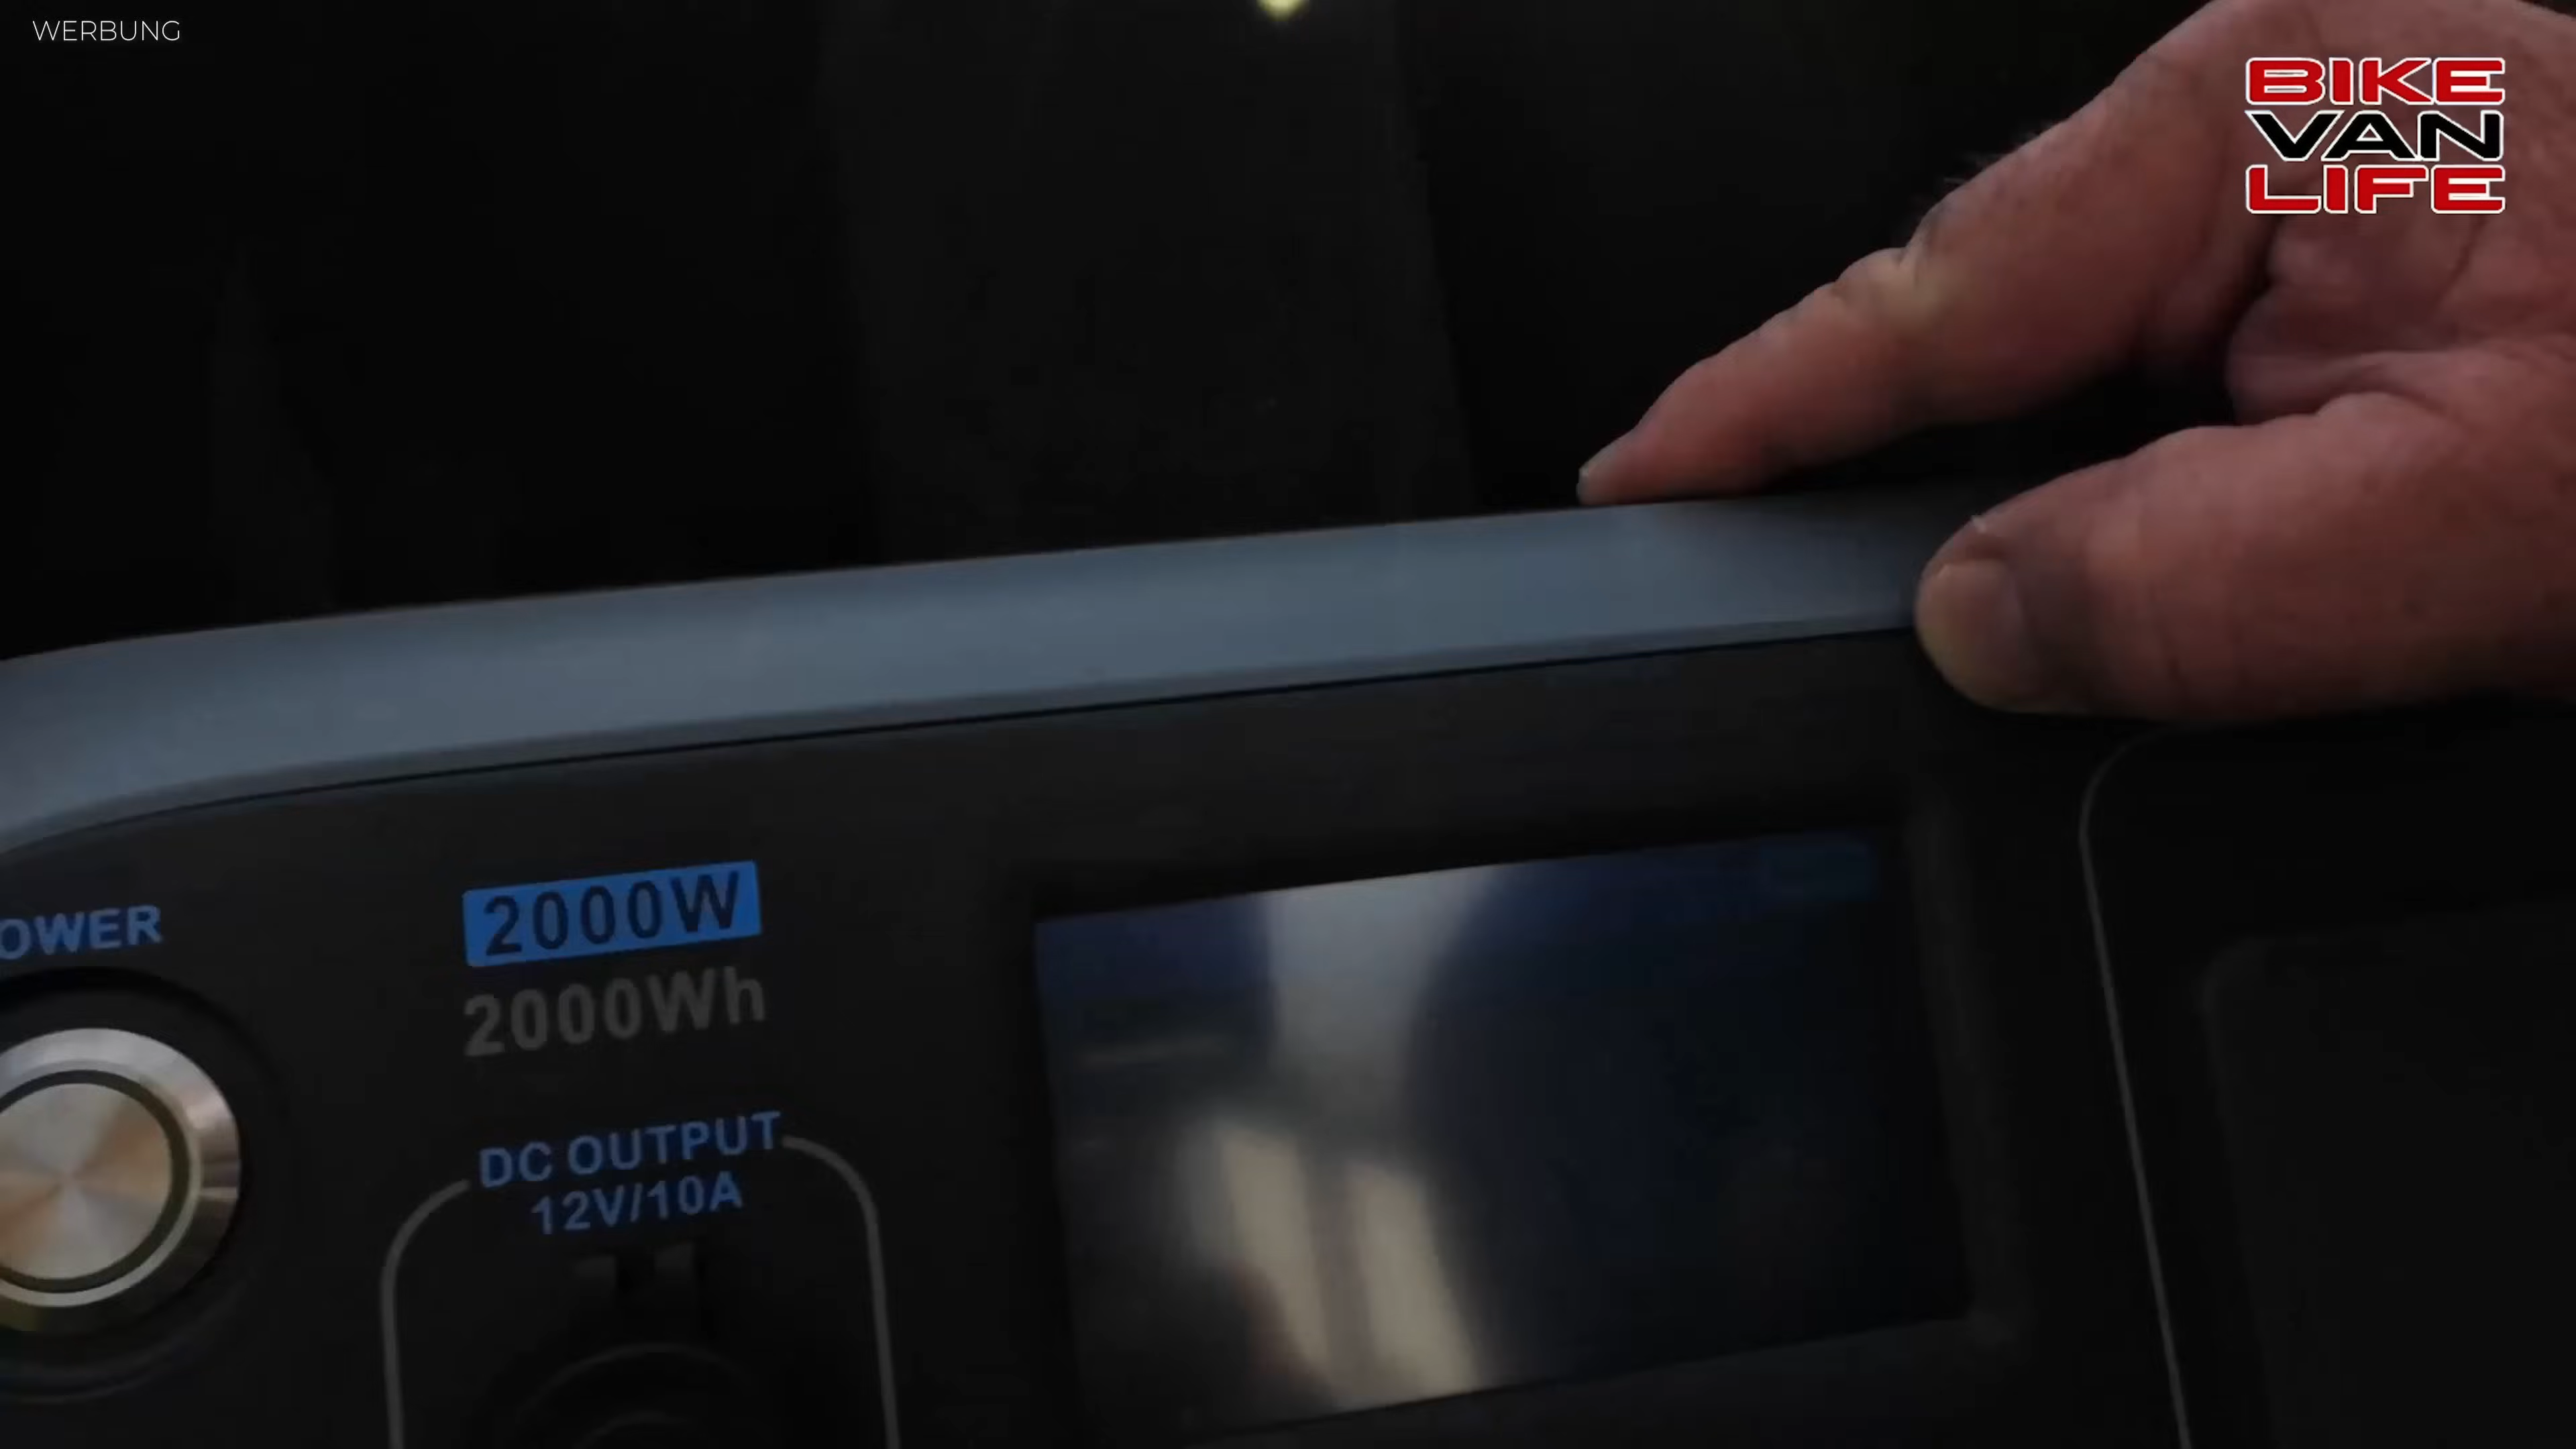 WERBUNG
BIKE
VAN
LIFE
OWER
2000W
2000Wh
DC OUTPUT
12V/10A